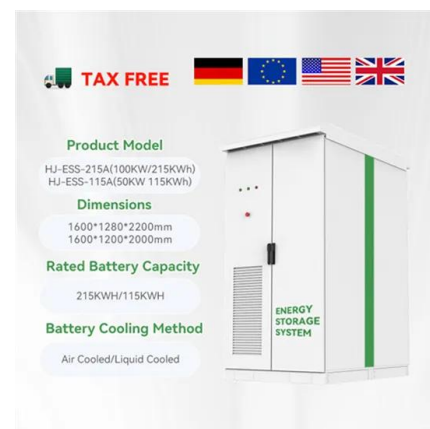 TAX FREE
Product Model
HJ-ESS-215A(100KW/215KWh)
HJ-ESS-115A(50KW 115KWh)
Dimensions
1600*1280*2200mm
1600*1200*2000mm
Rated Battery Capacity
215KWH/115KWH
Battery Cooling Method
Air Cooled/Liquid Cooled
ENERGY
STORAGE
SYSTEM